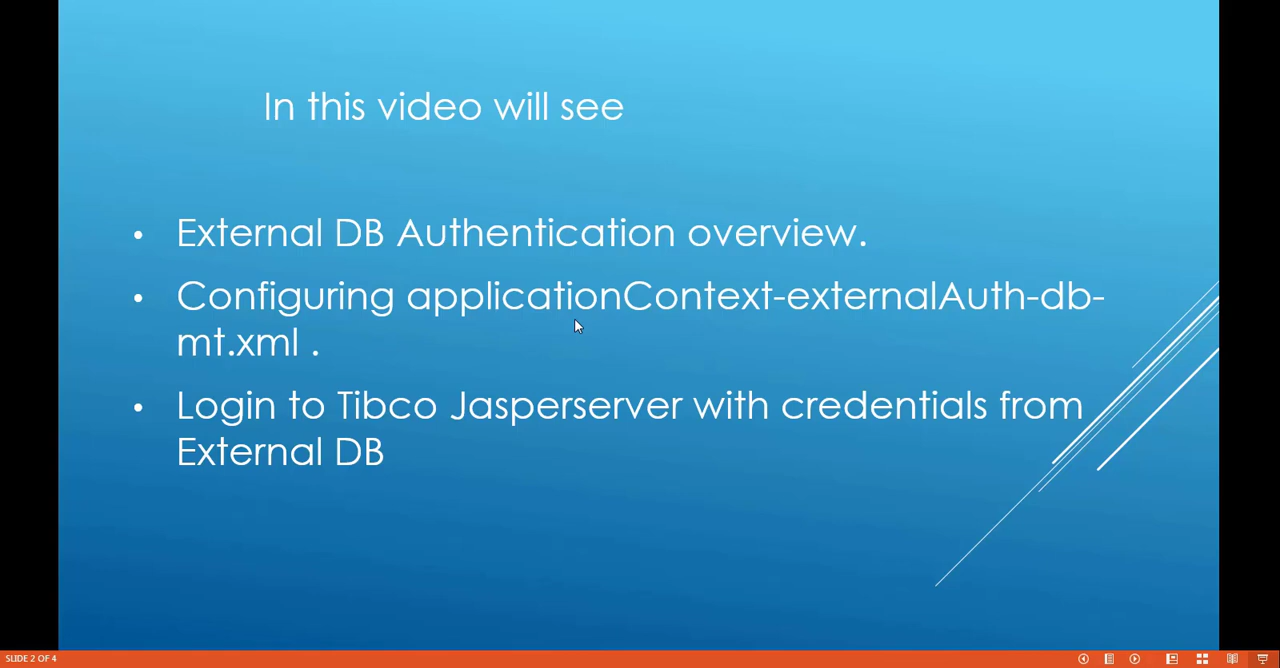 In this video will see
• External DB Authentication overview.
• Configuring applicationContext-externalAuth-db-
mt.xml .
• Login to Tibco Jasperserver with credentials from
External DB
SLIDE 2 OF 4